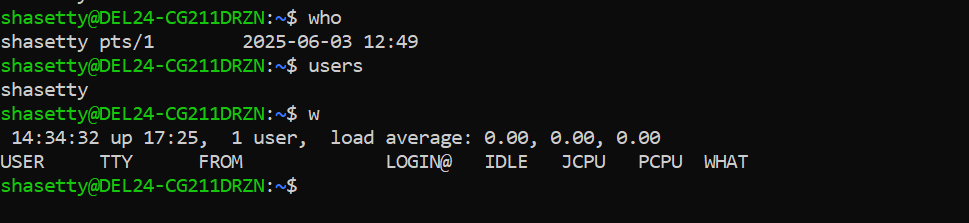 shasetty@DEL24-CG211DRZN:~$ who
shasetty pts/1        2025-06-03 12:49
shasetty@DEL24-CG211DRZN:~$ users
shasetty
shasetty@DEL24-CG211DRZN:~$ w
 14:34:32 up 17:25,  1 user,  load average: 0.00, 0.00, 0.00
USER     TTY      FROM             LOGIN@   IDLE   JCPU   PCPU  WHAT
shasetty@DEL24-CG211DRZN:~$